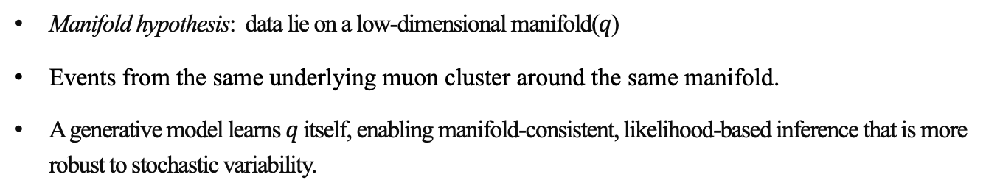 • Manifold hypothesis: data lie on a low-dimensional manifold(q)
• Events from the same underlying muon cluster around the same manifold.
• A generative model learns q itself, enabling manifold-consistent, likelihood-based inference that is more
robust to stochastic variability.